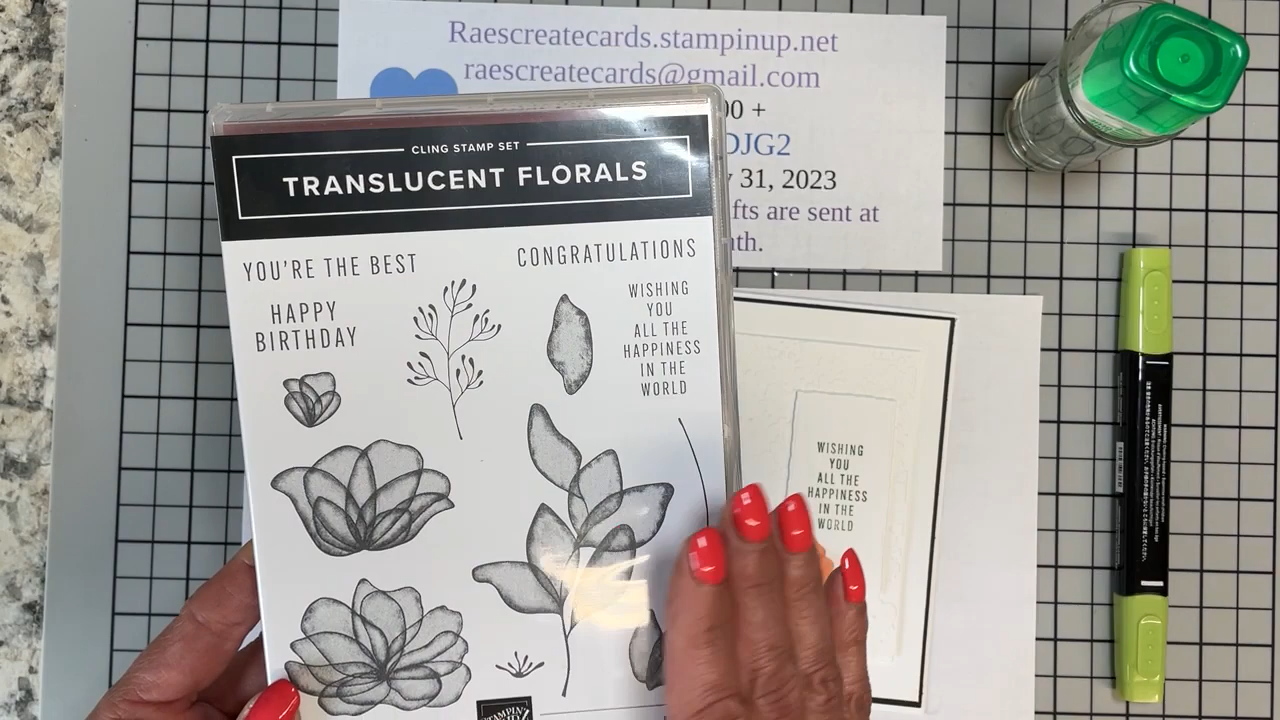 Raescreatecards.stampinup.net
raescreatecards@gmail.com
00 +
DJG2
31, 2023
fts are sent at
th.
CLING STAMP SET
TRANSLUCENT FLORALS
YOU'RE THE BEST
CONGRATULATIONS
HAPPY
BIRTHDAY
WISHING
YOU
ALL THE
HAPPINESS
IN THE
WORLD
WISHING
YOU
ALL THE
HAPPINESS
IN THE
WORLD
STAMPIN'